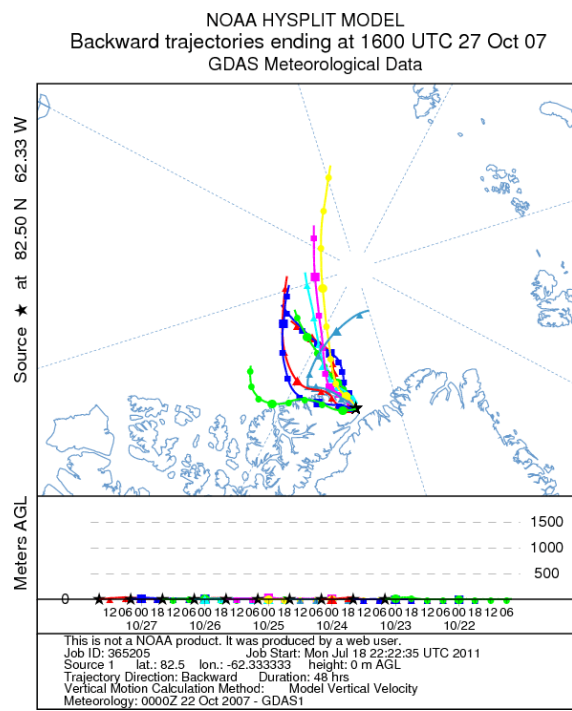 NOAA HYSPLIT MODEL
Backward trajectories ending at 1600 UTC 27 Oct 07
GDAS Meteorological Data
Source ★ at 82.50 N 62.33 W
Meters AGL
1500
1000
500
0
12 06 00 18 12 06 00 18 12 06 00 18 12 06 00 18 12 06 00 18 12 06 00 18 12 06
10/27 10/26 10/25 10/24 10/23 10/22
This is not a NOAA product. It was produced by a web user.
Job ID: 365205 Job Start: Mon Jul 18 22:22:35 UTC 2011
Source 1 lat.: 82.5 lon.: -62.333333 height: 0 m AGL
Trajectory Direction: Backward Duration: 48 hrs
Vertical Motion Calculation Method: Model Vertical Velocity
Meteorology: 0000Z 22 Oct 2007 - GDAS1